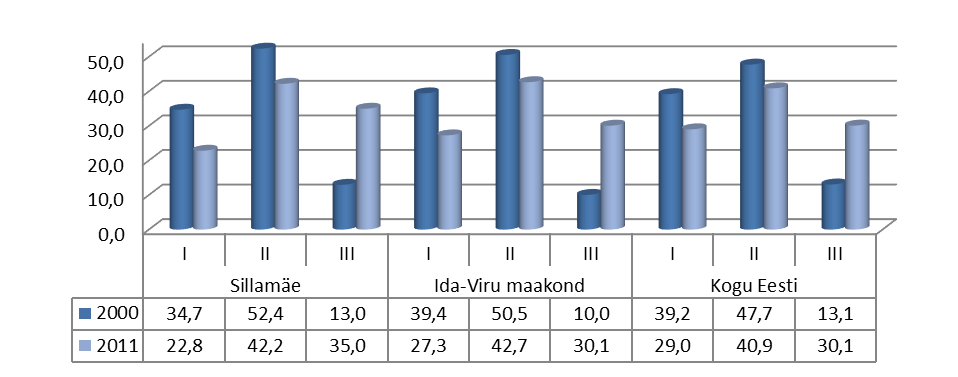 50,0
40,0
30,0
20,0
10,0
0,0
I II III I II III I II III
Sillamäe Ida-Viru maakond Kogu Eesti
2000 34,7 52,4 13,0 39,4 50,5 10,0 39,2 47,7 13,1
2011 22,8 42,2 35,0 27,3 42,7 30,1 29,0 40,9 30,1